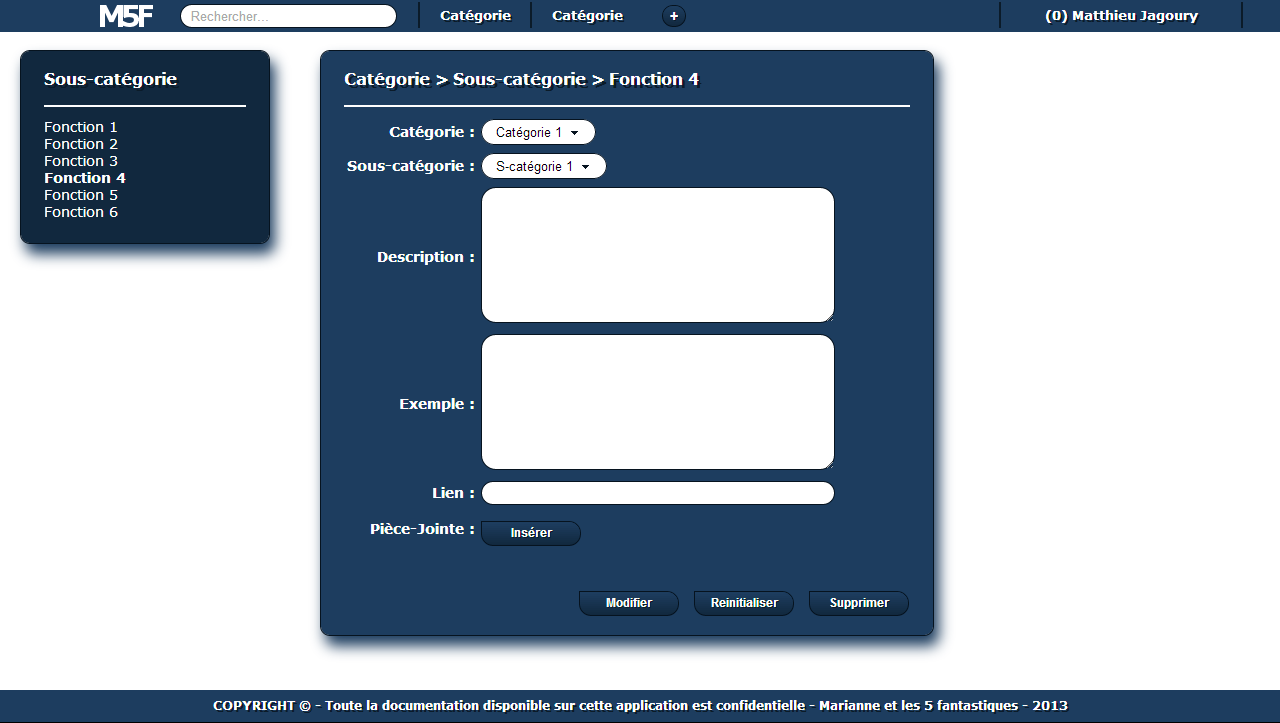 M5F Rechercher... Catégorie Catégorie + (0) Matthieu Jagoury
Sous-catégorie
Fonction 1
Fonction 2
Fonction 3
Fonction 4
Fonction 5
Fonction 6
Catégorie > Sous-catégorie > Fonction 4
Catégorie : Catégorie 1
Sous-catégorie : S-catégorie 1
Description :
Exemple :
Lien :
Pièce-Jointe : Insérer
Modifier Reinitialiser Supprimer
COPYRIGHT © - Toute la documentation disponible sur cette application est confidentielle - Marianne et les 5 fantastiques - 2013